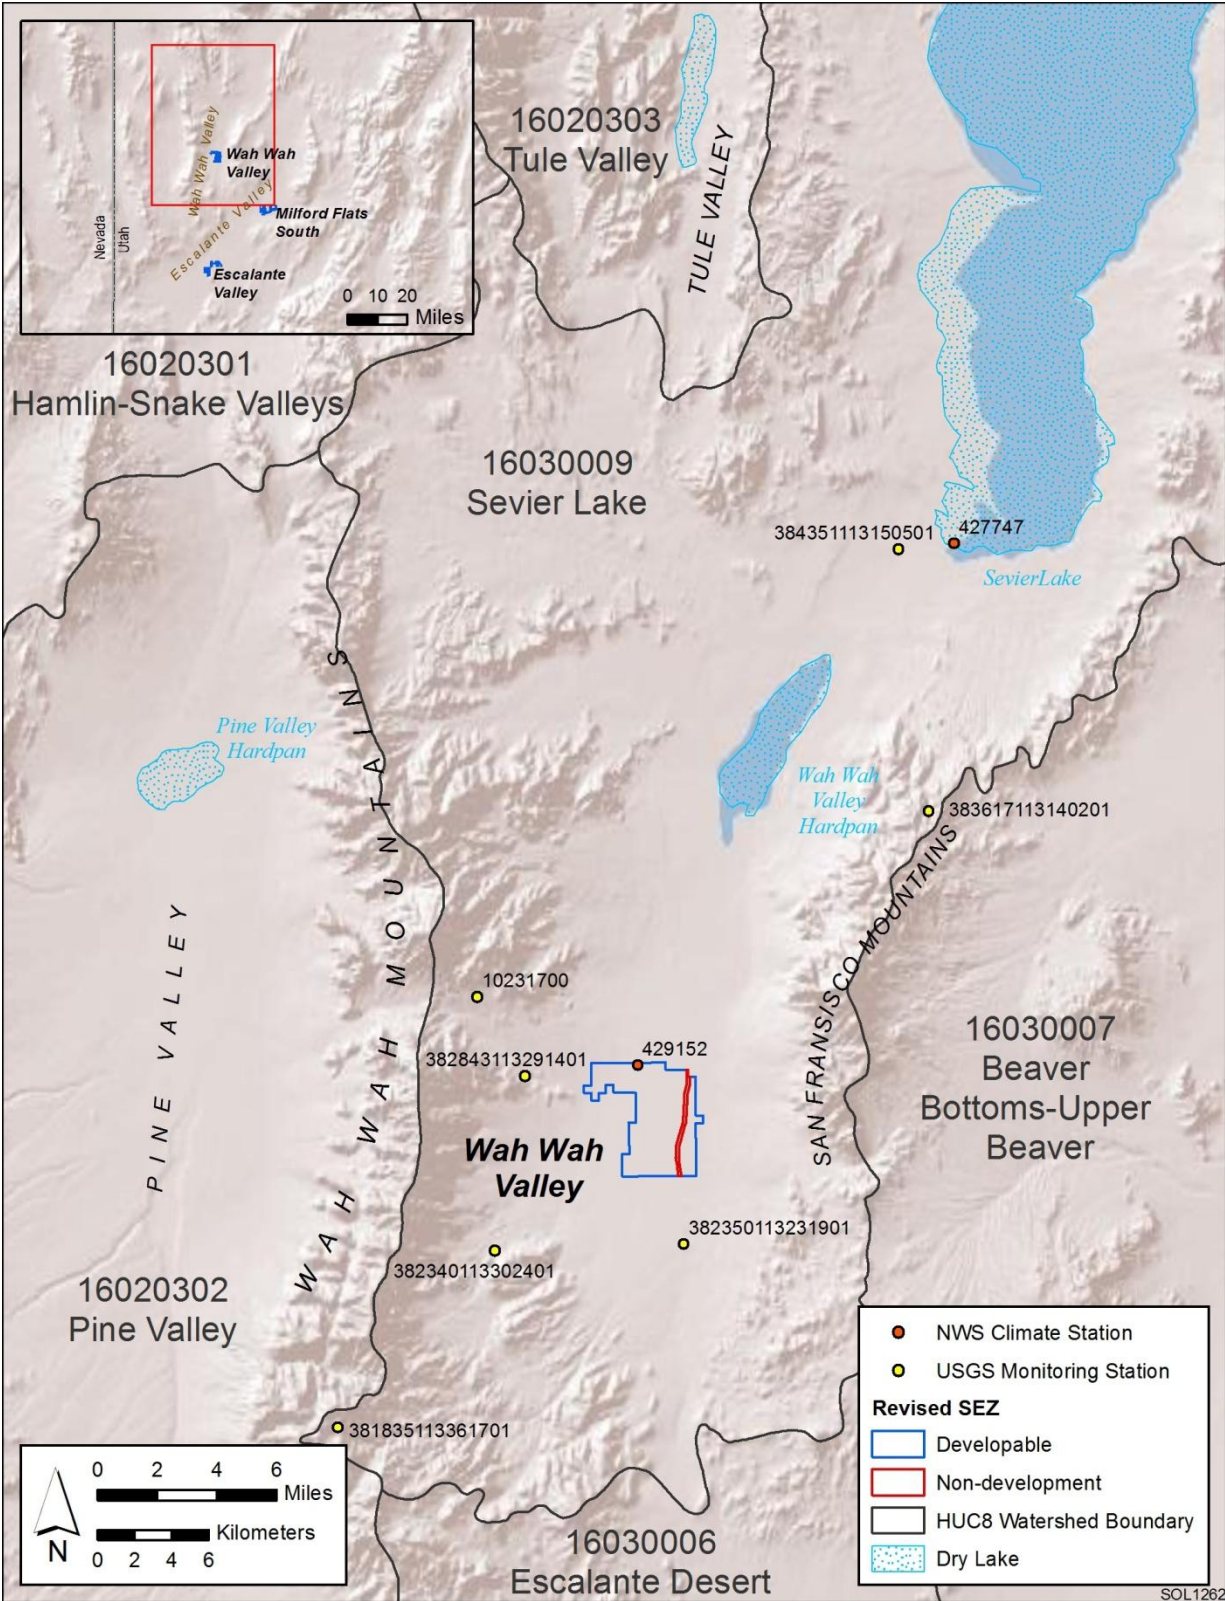 Wah Wah Valley
Wah Wah
Valley
Escalante Valley
Milford Flats
South
Nevada
Utah
Escalante
Valley
0 10 20
Miles
16020303
Tule Valley
TULE VALLEY
16020301
Hamlin-Snake Valleys
16030009
Sevier Lake
384351113150501
427747
SevierLake
Pine Valley
Hardpan
Wah Wah
Valley
Hardpan
383617113140201
WAH WAH MOUNTAINS
SAN FRANSISCO MOUNTAINS
PINE VALLEY
10231700
16030007
Beaver
Bottoms-Upper
Beaver
429152
382843113291401
Wah Wah
Valley
382350113231901
382340113302401
16020302
Pine Valley
381835113361701
16030006
Escalante Desert
N
0 2 4 6
Miles
Kilometers
0 2 4 6
NWS Climate Station
USGS Monitoring Station
Revised SEZ
Developable
Non-development
HUC8 Watershed Boundary
Dry Lake
SOL1262